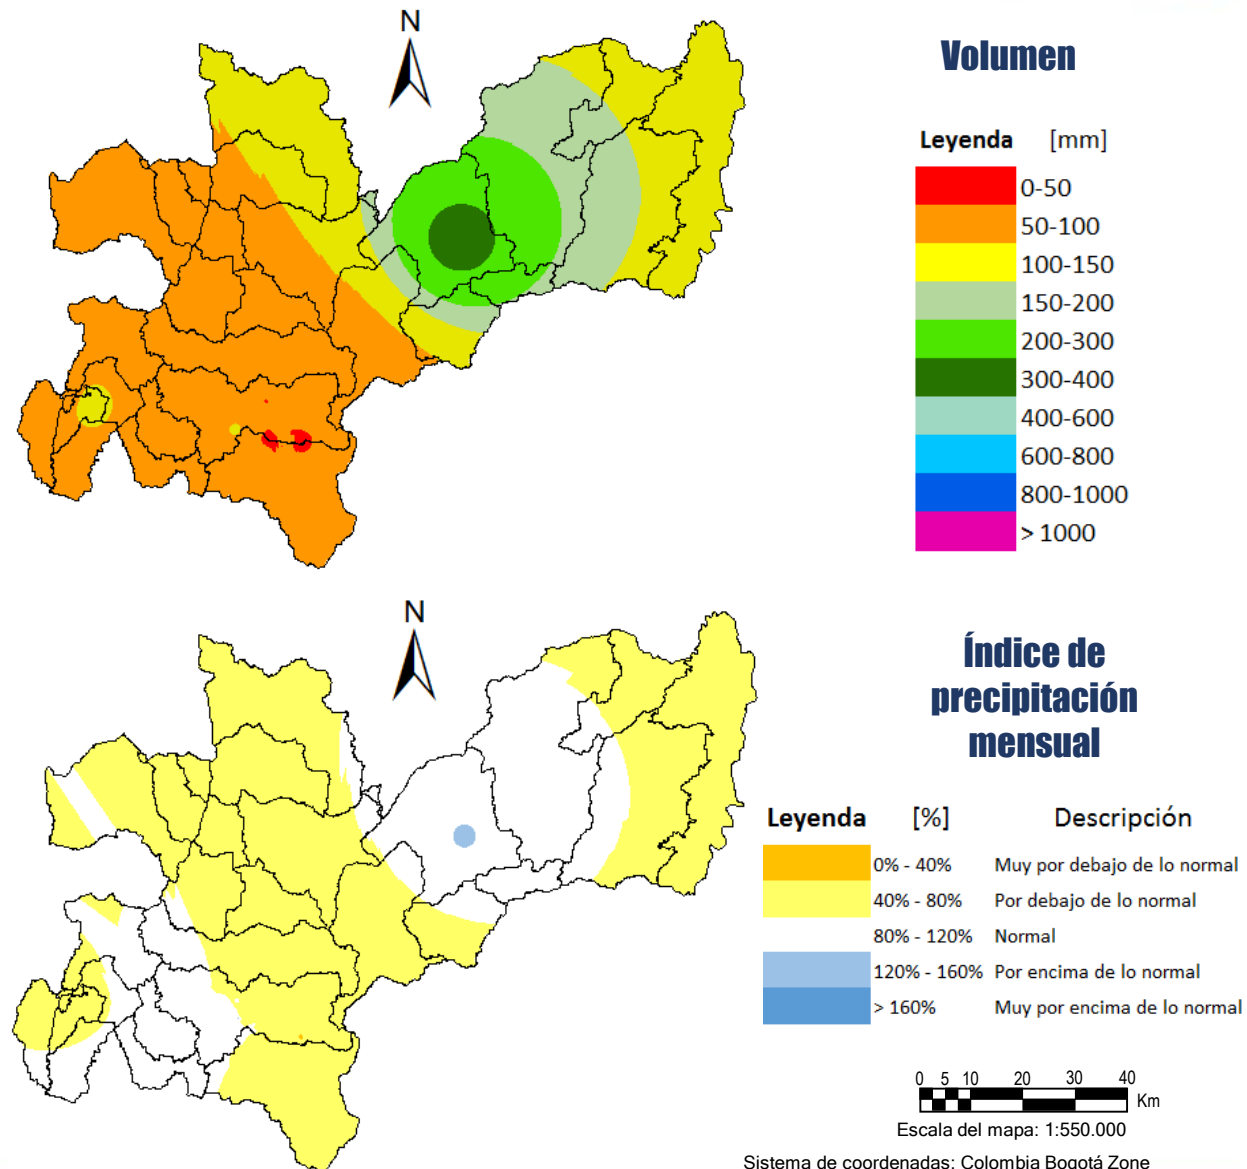 N
Volumen
Leyenda [mm]
0-50
50-100
100-150
150-200
200-300
300-400
400-600
600-800
800-1000
> 1000
N
Índice de
precipitación
mensual
Leyenda [%] Descripción
0% - 40% Muy por debajo de lo normal
40% - 80% Por debajo de lo normal
80% - 120% Normal
120% - 160% Por encima de lo normal
> 160% Muy por encima de lo normal
0 5 10 20 30 40
Km
Escala del mapa: 1:550.000
Sistema de coordenadas: Colombia Bogotá Zone